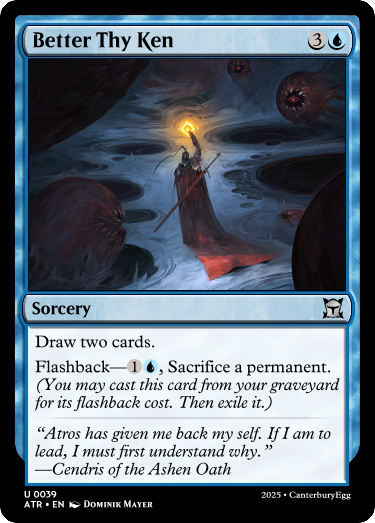 Better Thy Ken 3
Sorcery
Draw two cards.
Flashback—1, Sacrifice a permanent.
(You may cast this card from your graveyard
for its flashback cost. Then exile it.)
“Atros has given me back my self. If I am to
lead, I must first understand why.”
—Cendris of the Ashen Oath
U 0039
ATR • EN Dominik Mayer
2025 • CanterburyEgg